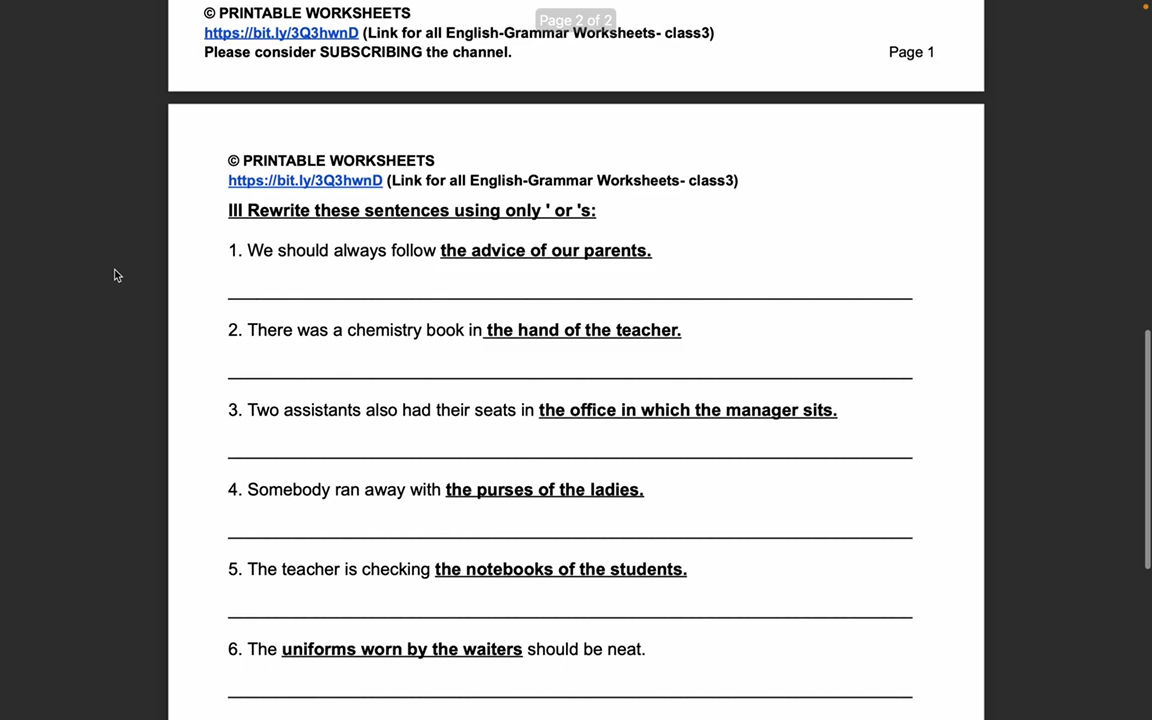 © PRINTABLE WORKSHEETS
Page 2 of 2
https://bit.ly/3Q3hwnD (Link for all English-Grammar Worksheets- class3)
Please consider SUBSCRIBING the channel.
Page 1
© PRINTABLE WORKSHEETS
https://bit.ly/3Q3hwnD (Link for all English-Grammar Worksheets- class3)
III Rewrite these sentences using only ' or 's:
1. We should always follow the advice of our parents.
2. There was a chemistry book in the hand of the teacher.
3. Two assistants also had their seats in the office in which the manager sits.
4. Somebody ran away with the purses of the ladies.
5. The teacher is checking the notebooks of the students.
6. The uniforms worn by the waiters should be neat.